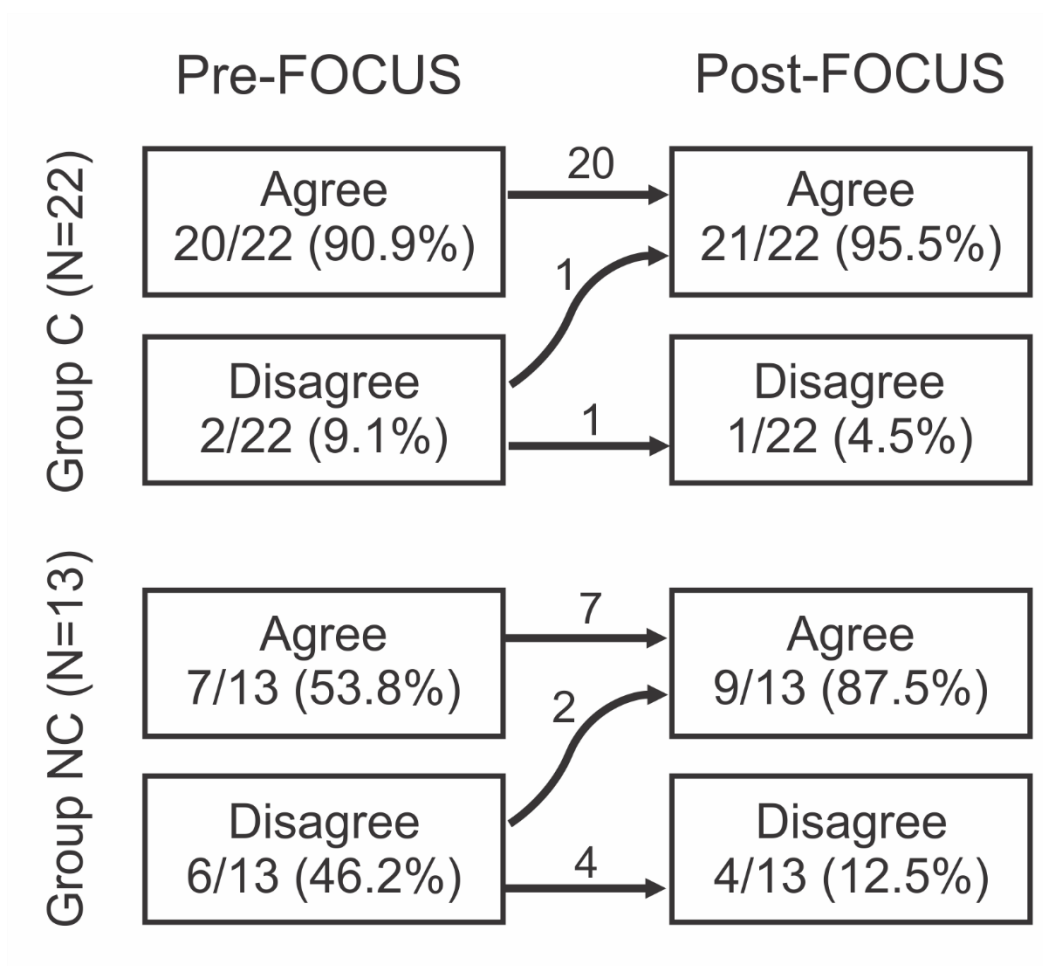 Pre-FOCUS
Post-FOCUS
Group C (N=22)
Agree
20/22 (90.9%)
20
Agree
21/22 (95.5%)
1
Disagree
2/22 (9.1%)
1
Disagree
1/22 (4.5%)
Group NC (N=13)
Agree
7/13 (53.8%)
7
Agree
9/13 (87.5%)
2
Disagree
6/13 (46.2%)
4
Disagree
4/13 (12.5%)